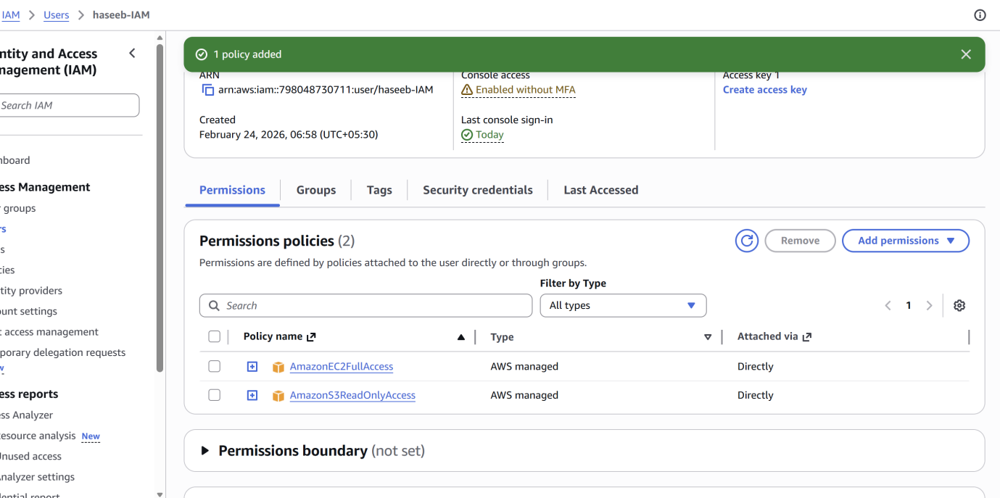 IAM > Users > haseeb-IAM
ntity and Access
nagement (IAM)
Search IAM
nboard
ess Management
groups
rs
s
ies
tity providers
ount settings
t access management
porary delegation requests
w
ess reports
ess Analyzer
esource analysis New
Unused access
nalyzer settings
dential report
1 policy added
ARN
arn:aws:iam::798048730711:user/haseeb-IAM
Created
February 24, 2026, 06:58 (UTC+05:30)
Console access
Enabled without MFA
Last console sign-in
Today
Access key 1
Create access key
Permissions Groups Tags Security credentials Last Accessed
Permissions policies (2)
Remove Add permissions
Permissions are defined by policies attached to the user directly or through groups.
Filter by Type
Search All types 1
Policy name Type Attached via
AmazonEC2FullAccess AWS managed Directly
AmazonS3ReadOnlyAccess AWS managed Directly
Permissions boundary (not set)